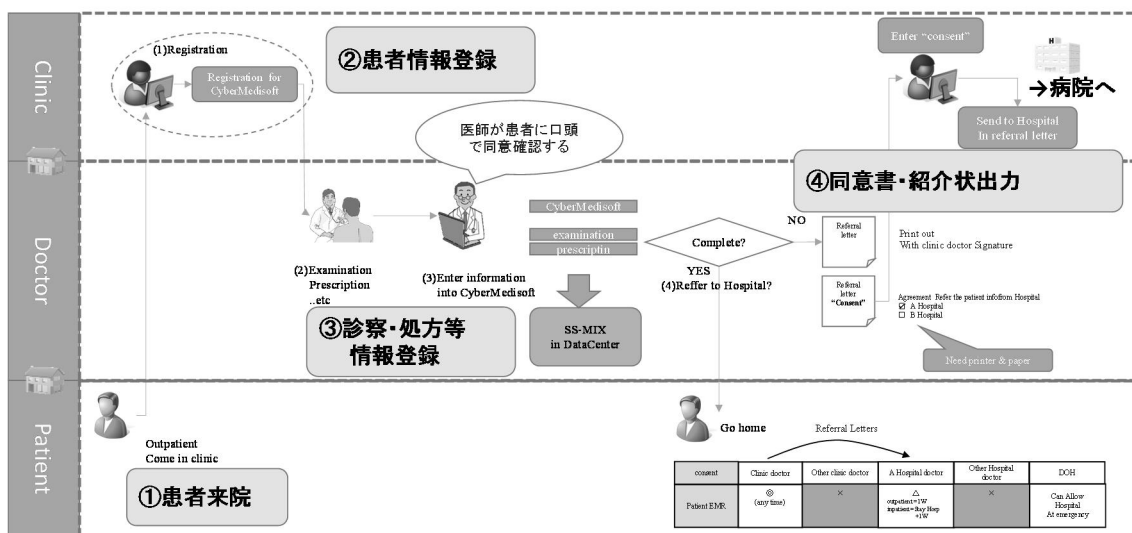 Clinic
(1)Registration
Registration for
CyberMedisoft
②患者情報登録
Enter “consent”
H
→病院へ
Send to Hospital
In referral letter
Doctor
医師が患者に口頭
で同意確認する
④同意書・紹介状出力
CyberMedisoft
examination
prescriptin
Complete?
NO
Referral
letter
Print out
With clinic doctor Signature
(2)Examination
Prescription
..etc
(3)Enter information
into CyberMedisoft
YES
(4)Reffer to Hospital?
Referral
letter
“Consent”
Agreement Refer the patient infofrom Hospital
☑ A Hospital
☐ B Hospital
③診察・処方等
情報登録
SS-MIX
in DataCenter
Need printer & paper
Patient
Outpatient
Come in clinic
①患者来院
Go home
Referral Letters
consent
Clinic doctor
Other clinic doctor
A Hospital doctor
Other Hospital
doctor
DOH
Patient EMR
◎
(any time)
×
△
outpatient=1W
inpatient=Stay Hosp
+1W
×
Can Allow
Hospital
At emergency